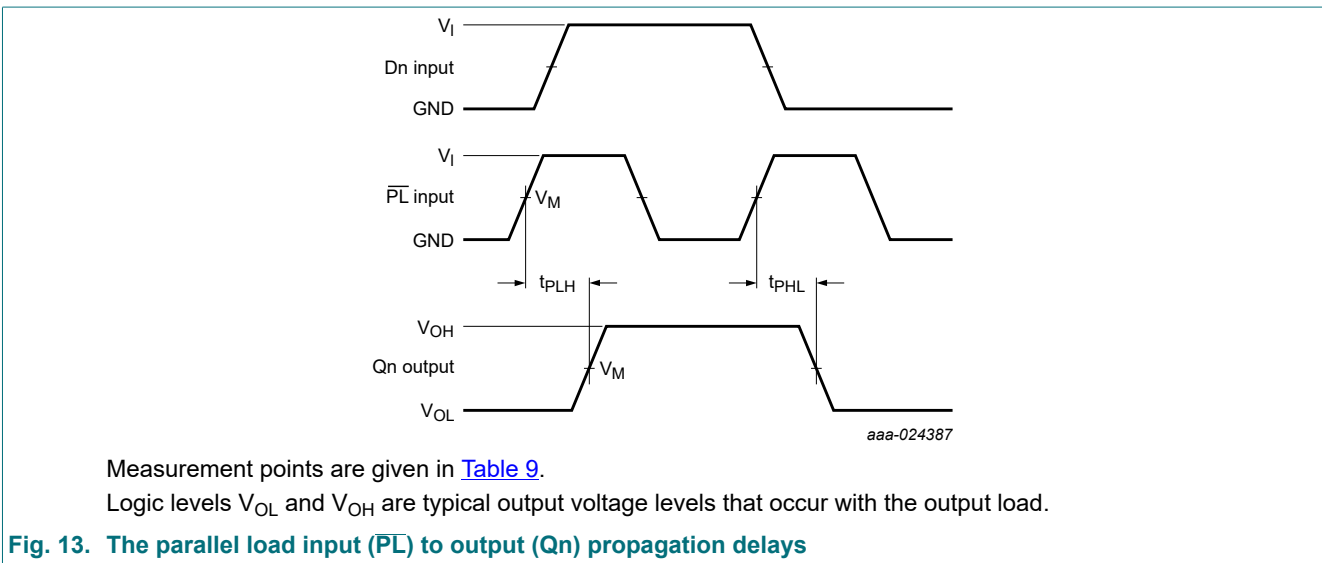 V_I
Dn input
GND
V_I
P̅L̅ input
V_M
GND
t_PLH
t_PHL
V_OH
Qn output
V_M
V_OL
aaa-024387
Measurement points are given in Table 9.
Logic levels V_OL and V_OH are typical output voltage levels that occur with the output load.
Fig. 13. The parallel load input (P̅L̅) to output (Qn) propagation delays